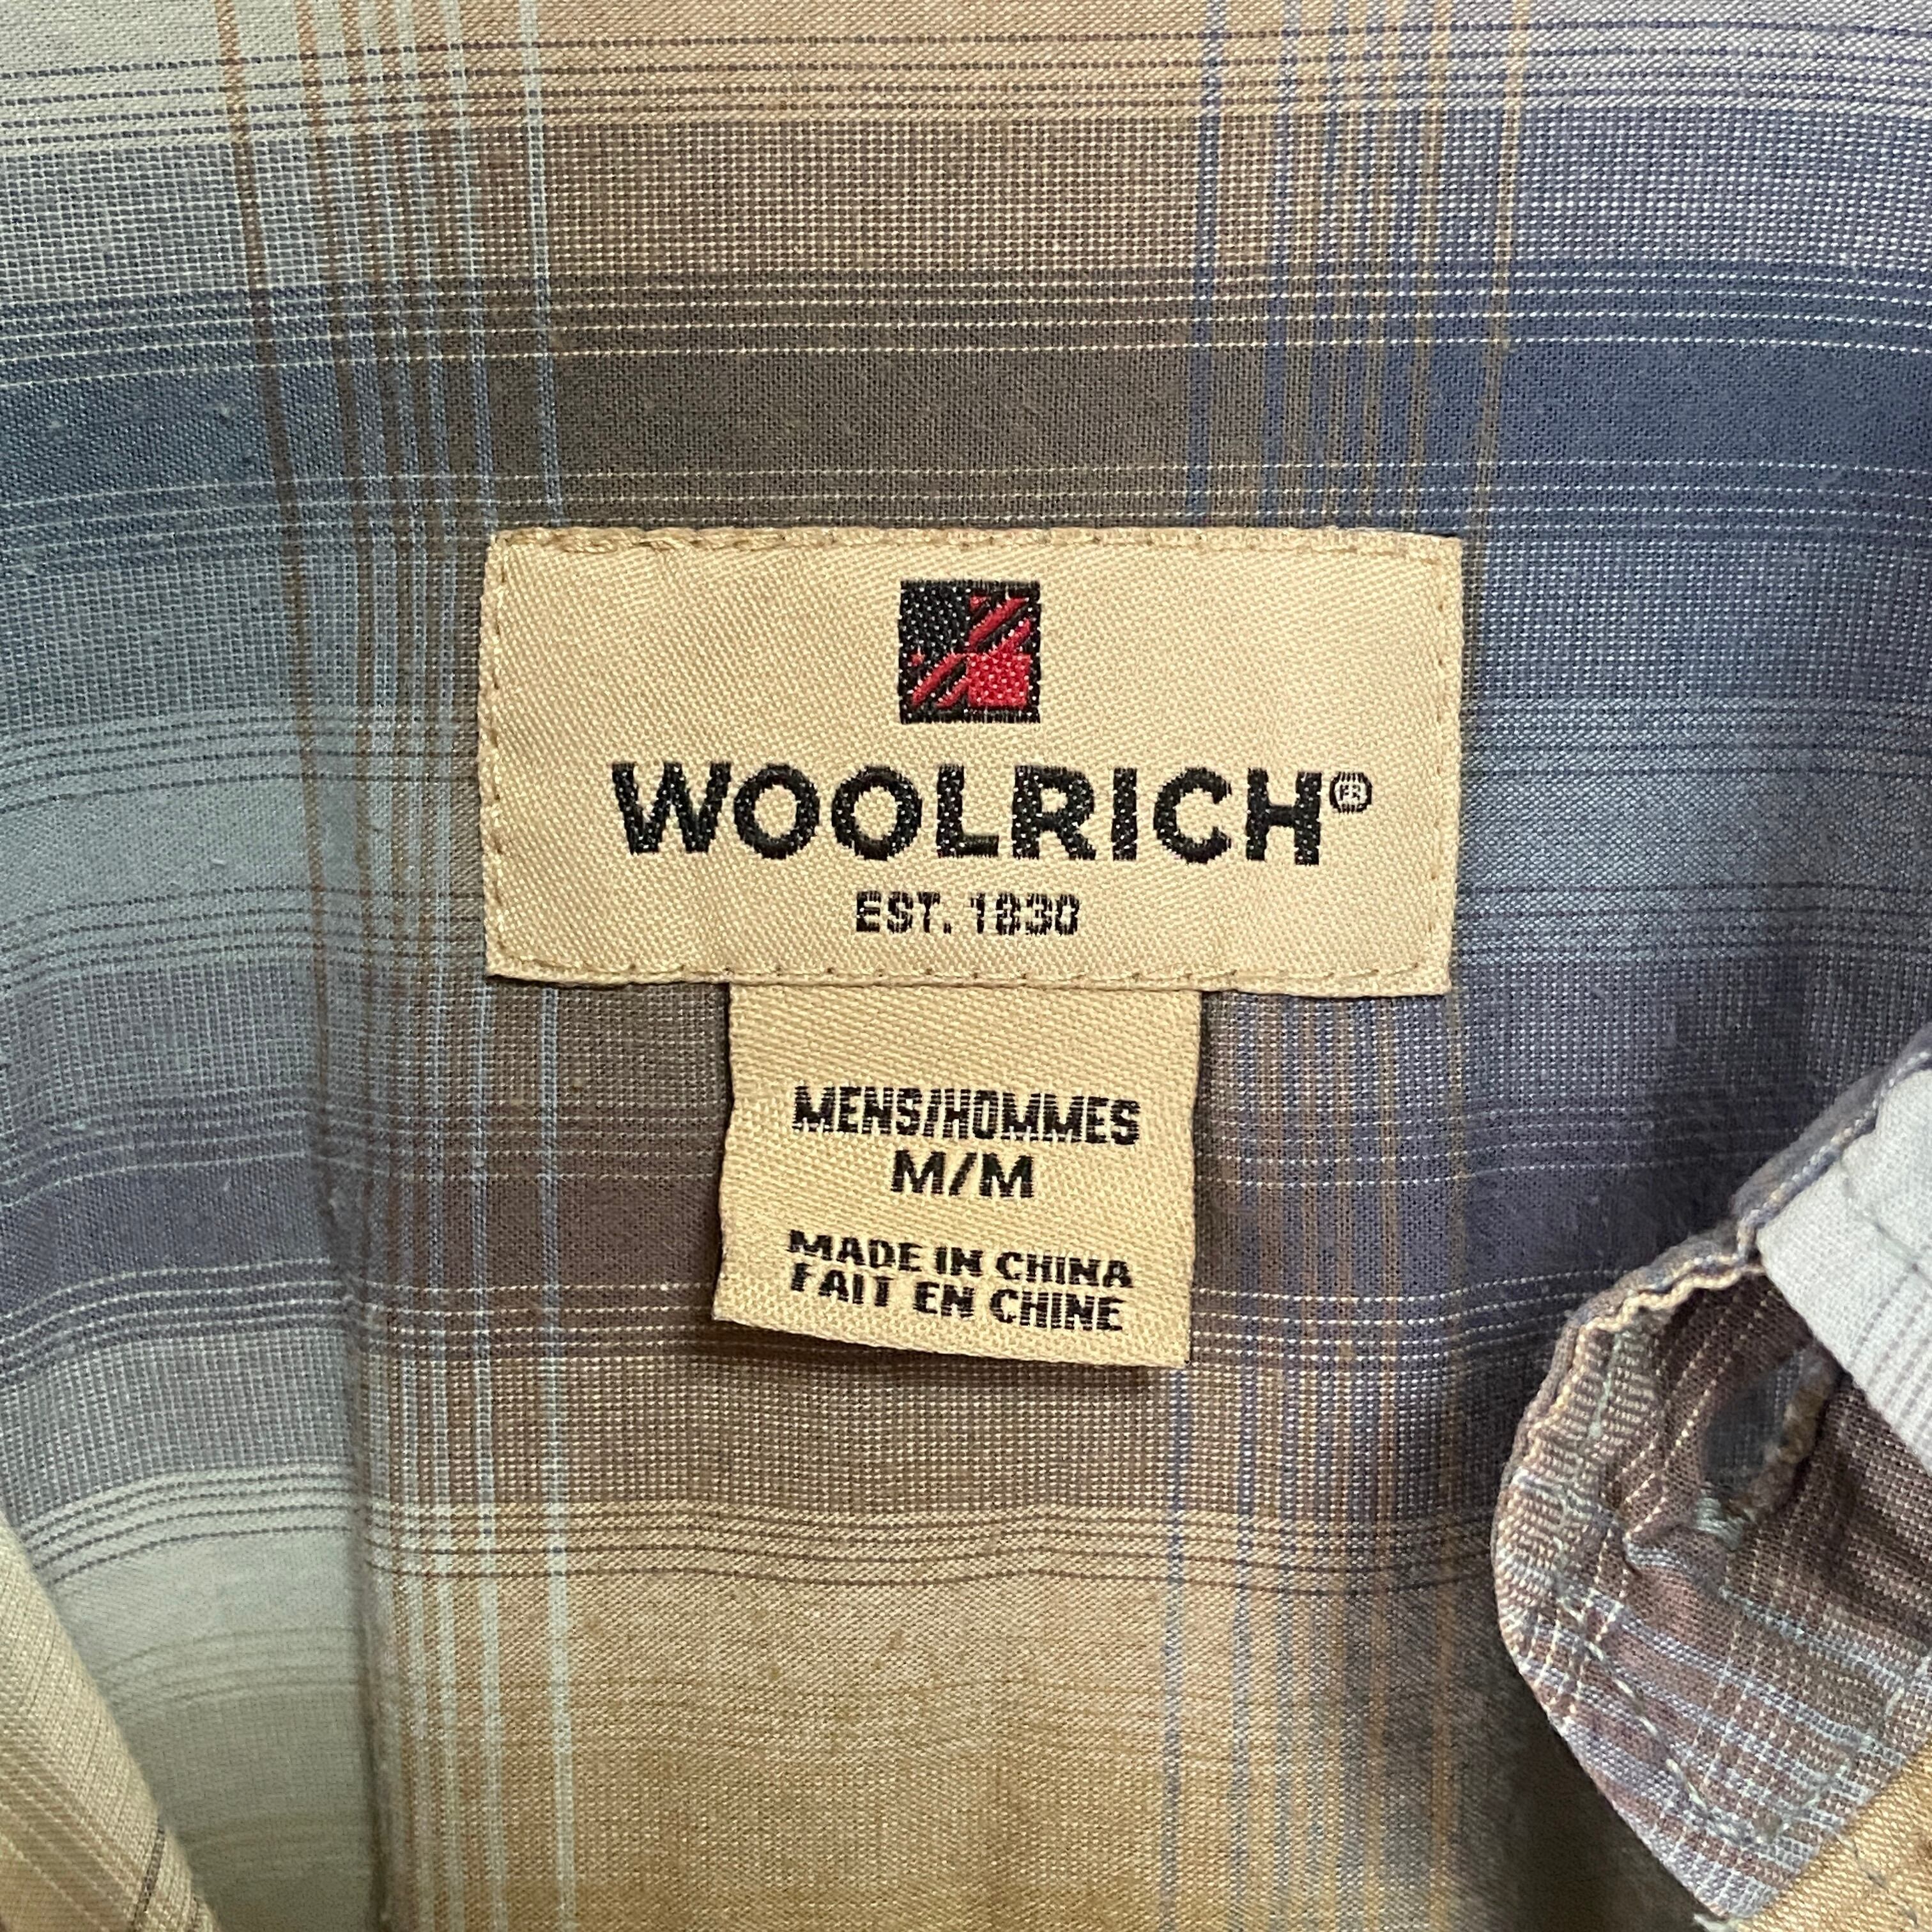 WOOLRICH®
EST. 1830
MENS/HOMMES
M/M
MADE IN CHINA
FAIT EN CHINE